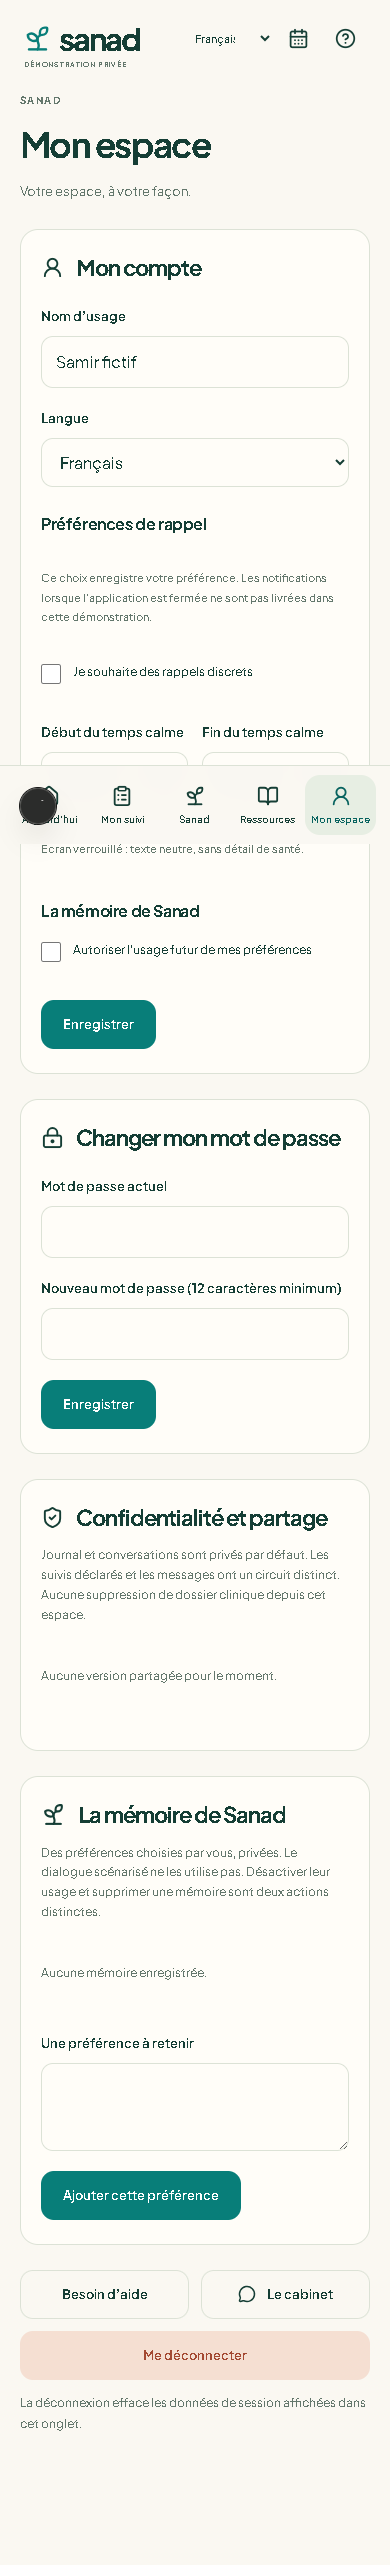 sanad
Français
DÉMONSTRATION PRIVÉE
SANAD
Mon espace
Votre espace, à votre façon.
Mon compte
Nom d’usage
Samir fictif
Langue
Français
Préférences de rappel
Ce choix enregistre votre préférence. Les notifications
lorsque l’application est fermée ne sont pas livrées dans
cette démonstration.
Je souhaite des rappels discrets
Début du temps calme
Fin du temps calme
Mon suivi
Sanad
Ressources
Mon espace
Écran verrouillé : texte neutre, sans détail de santé.
La mémoire de Sanad
Autoriser l’usage futur de mes préférences
Enregistrer
Changer mon mot de passe
Mot de passe actuel
Nouveau mot de passe (12 caractères minimum)
Enregistrer
Confidentialité et partage
Journal et conversations sont privés par défaut. Les
suivis déclarés et les messages ont un circuit distinct.
Aucune suppression de dossier clinique depuis cet
espace.
Aucune version partagée pour le moment.
La mémoire de Sanad
Des préférences choisies par vous, privées. Le
dialogue scénarisé ne les utilise pas. Désactiver leur
usage et supprimer une mémoire sont deux actions
distinctes.
Aucune mémoire enregistrée.
Une préférence à retenir
Ajouter cette préférence
Besoin d’aide
Le cabinet
Me déconnecter
La déconnexion efface les données de session affichées dans
cet onglet.